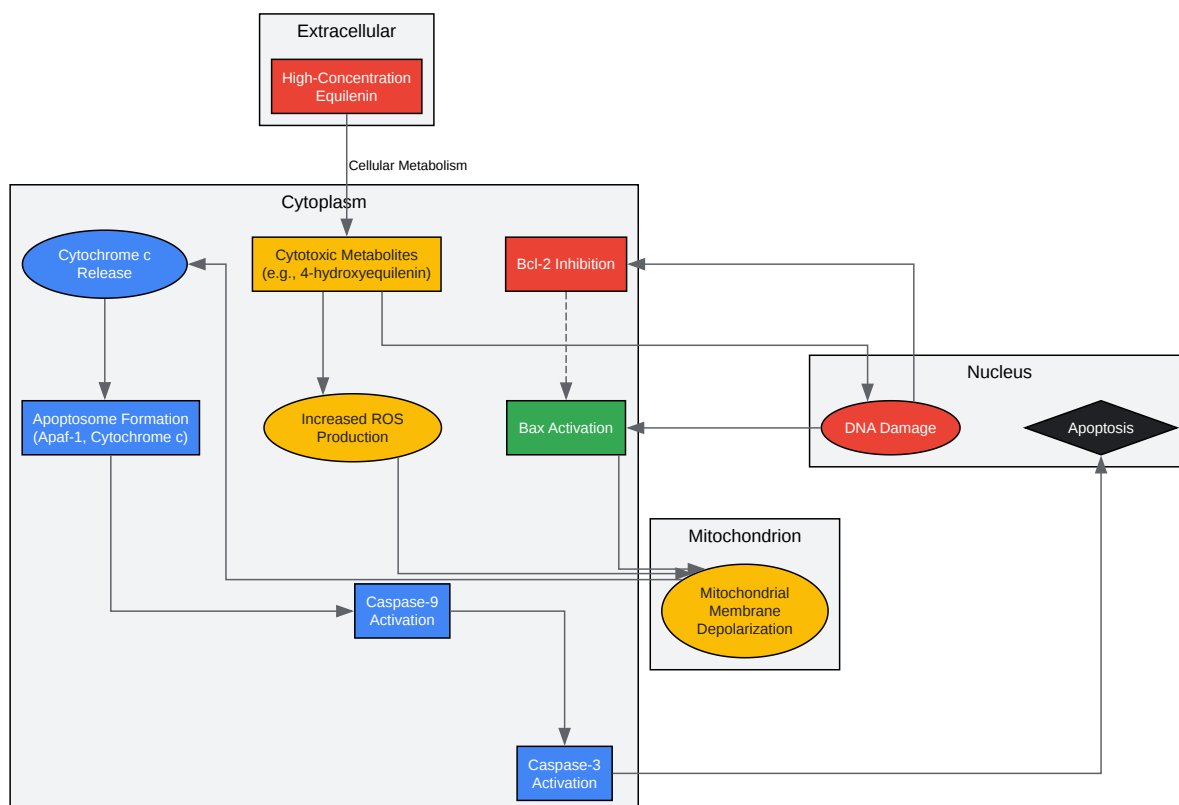 Extracellular
High-Concentration
Equilenin
Cellular Metabolism
Cytoplasm
Cytochrome c
Release
Cytotoxic Metabolites
(e.g., 4-hydroxyequilenin)
Bcl-2 Inhibition
Nucleus
Apoptosome Formation
(Apaf-1, Cytochrome c)
Increased ROS
Production
Bax Activation
DNA Damage
Apoptosis
Mitochondrion
Mitochondrial
Membrane
Depolarization
Caspase-9
Activation
Caspase-3
Activation